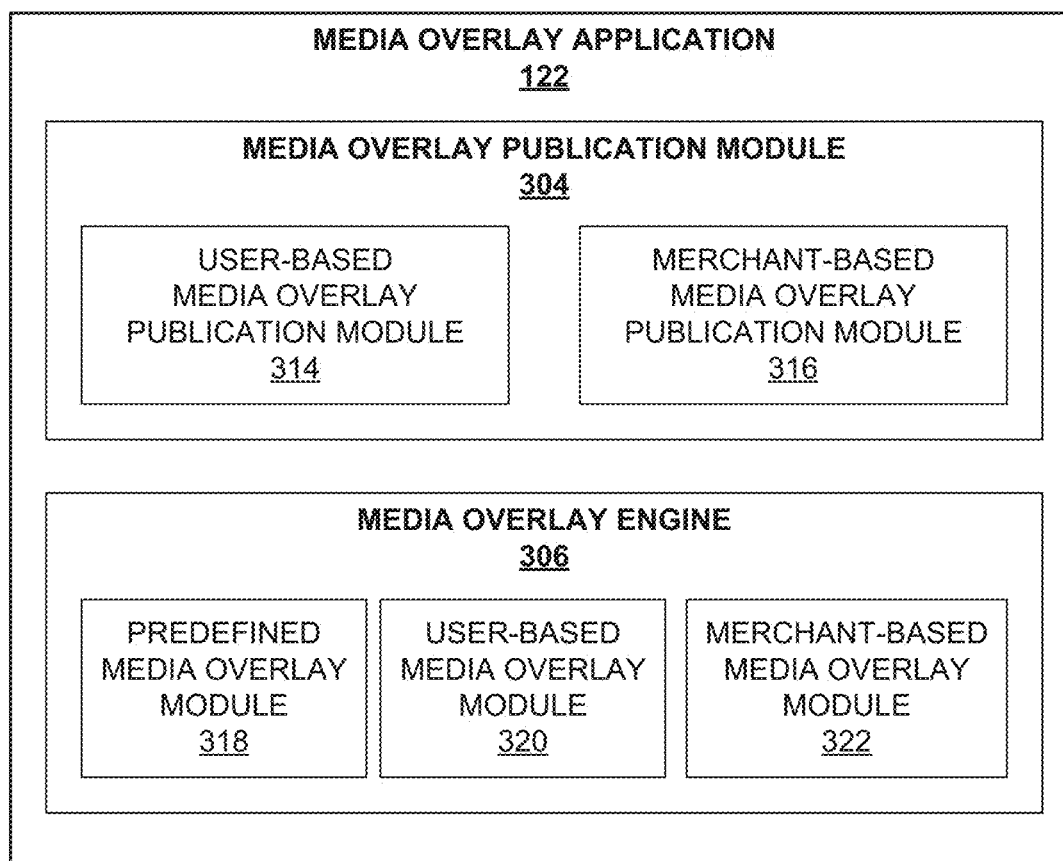 MEDIA OVERLAY APPLICATION
122
MEDIA OVERLAY PUBLICATION MODULE
304
USER-BASED
MEDIA OVERLAY
PUBLICATION MODULE
314
MERCHANT-BASED
MEDIA OVERLAY
PUBLICATION MODULE
316
MEDIA OVERLAY ENGINE
306
PREDEFINED
MEDIA OVERLAY
MODULE
318
USER-BASED
MEDIA OVERLAY
MODULE
320
MERCHANT-BASED
MEDIA OVERLAY
MODULE
322